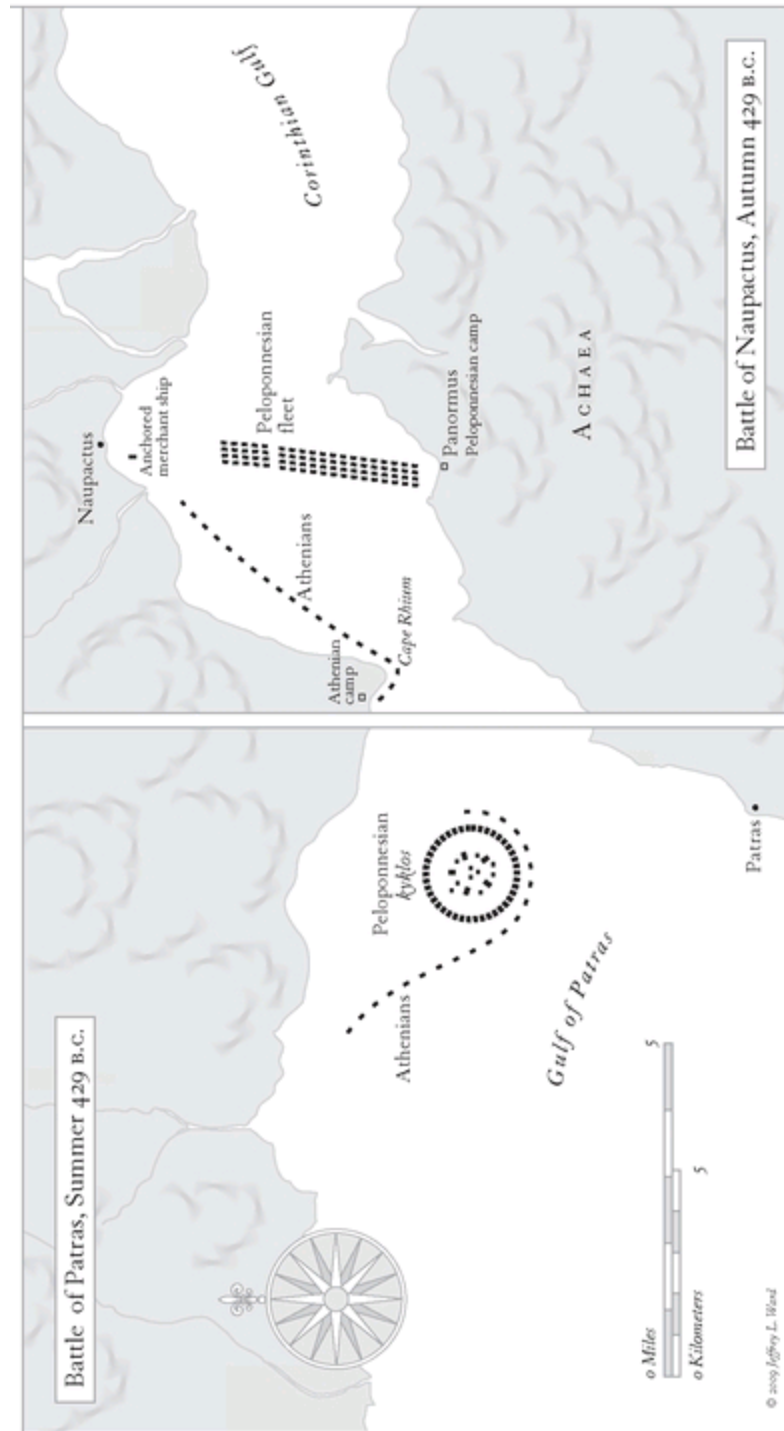 Battle of Patras, Summer 429 B.C.
Peloponnesian
kyklos
Athenians
Gulf of Patras
Patras
0 Miles
5
0 Kilometers
5
© 2009 Jeffrey L. Ward
Naupactus
Anchored
merchant ship
Corinthian Gulf
Peloponnesian
fleet
Athenians
Athenian
camp
Cape Rhium
Panormus
Peloponnesian camp
ACHAEA
Battle of Naupactus, Autumn 429 B.C.